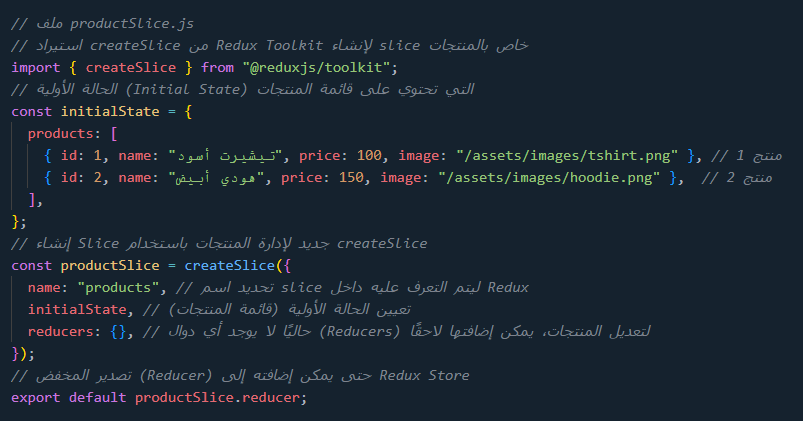 // ملف productSlice.js
// استيراد createSlice من Redux Toolkit لإنشاء slice خاص بالمنتجات
import { createSlice } from "@reduxjs/toolkit";
// الحالة الأولية (Initial State) التي تحتوي على قائمة المنتجات
const initialState = {
  products: [
    { id: 1, name: "تيشيرت أسود", price: 100, image: "/assets/images/tshirt.png" }, // منتج 1
    { id: 2, name: "هودي أبيض", price: 150, image: "/assets/images/hoodie.png" },  // منتج 2
  ],
};
// إنشاء Slice جديد لإدارة المنتجات باستخدام createSlice
const productSlice = createSlice({
  name: "products", // تحديد اسم slice ليتم التعرف عليه داخل Redux
  initialState, // تعيين الحالة الأولية (قائمة المنتجات)
  reducers: {}, // حاليًا لا يوجد أي دوال (Reducers) لتعديل المنتجات، يمكن إضافتها لاحقًا
});
// تصدير المخفض (Reducer) حتى يمكن إضافته إلى Redux Store
export default productSlice.reducer;